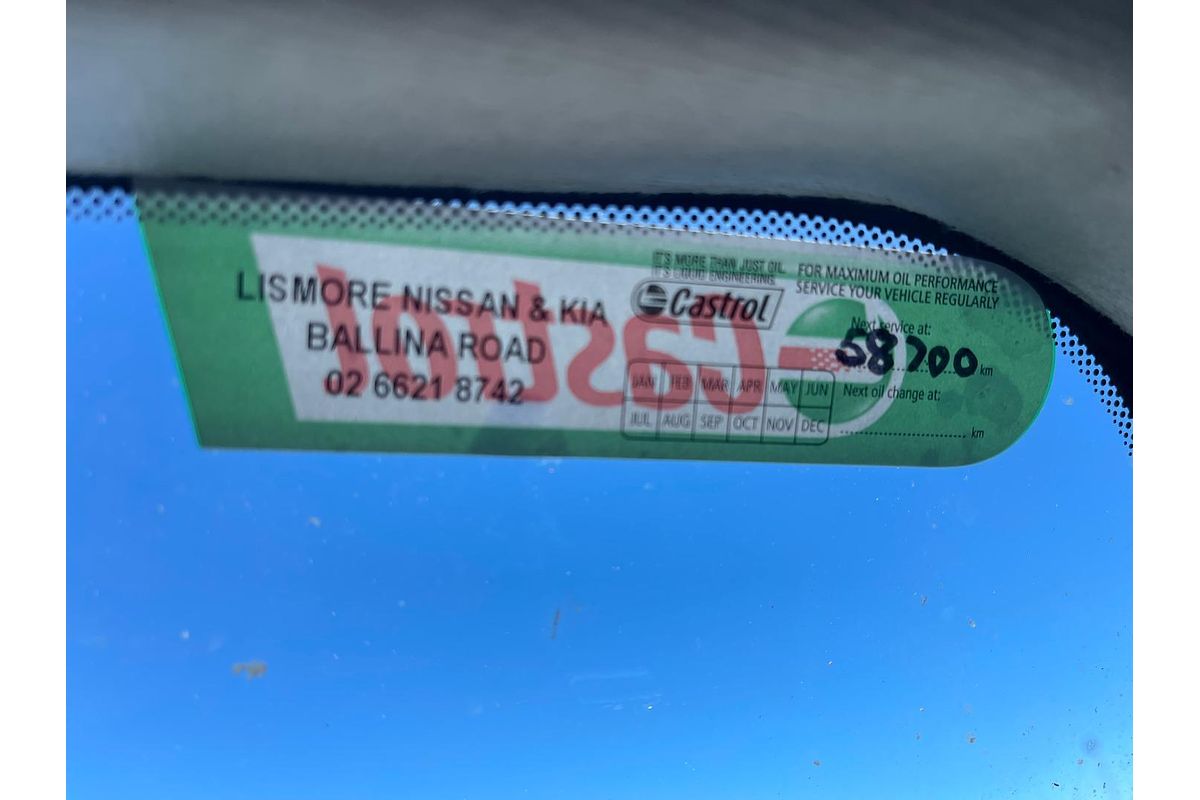 LISMORE NISSAN & KIA
BALLINA ROAD
02 6621 8742
IT'S MORE THAN JUST OIL.
IT'S LIQUID ENGINEERING.
Castrol
JAN FEB MAR APR MAY JUN
JUL AUG SEP OCT NOV DEC
FOR MAXIMUM OIL PERFORMANCE
SERVICE YOUR VEHICLE REGULARLY
Next service at:
58200 km
Next oil change at:
km
Castrol